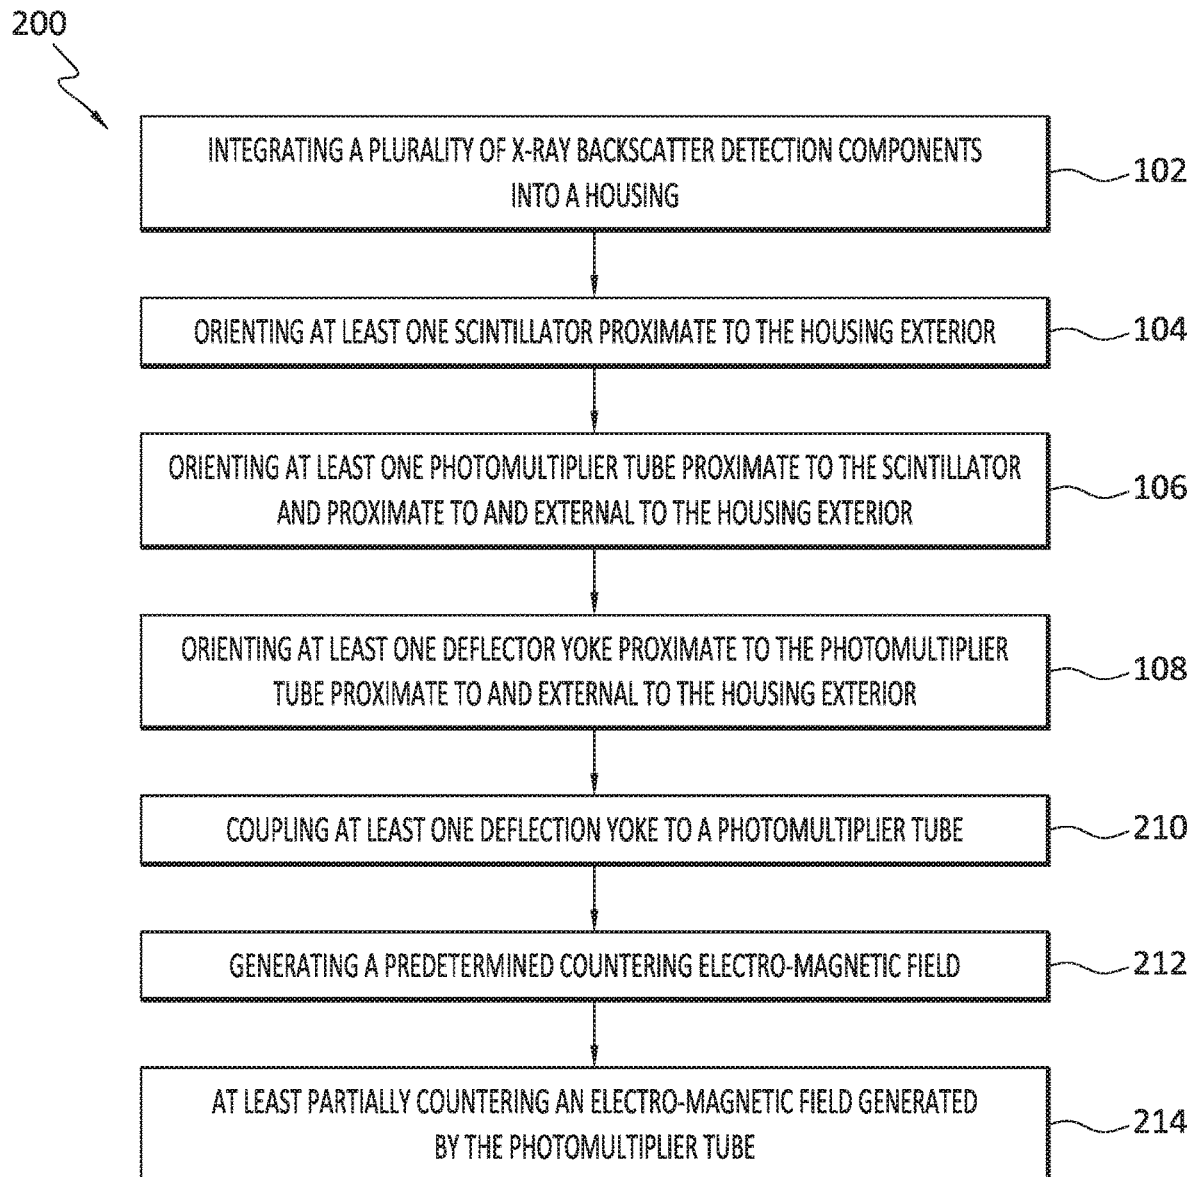 200
INTEGRATING A PLURALITY OF X-RAY BACKSCATTER DETECTION COMPONENTS
INTO A HOUSING
102
ORIENTING AT LEAST ONE SCINTILLATOR PROXIMATE TO THE HOUSING EXTERIOR
104
ORIENTING AT LEAST ONE PHOTOMULTIPLIER TUBE PROXIMATE TO THE SCINTILLATOR
AND PROXIMATE TO AND EXTERNAL TO THE HOUSING EXTERIOR
106
ORIENTING AT LEAST ONE DEFLECTOR YOKE PROXIMATE TO THE PHOTOMULTIPLIER
TUBE PROXIMATE TO AND EXTERNAL TO THE HOUSING EXTERIOR
108
COUPLING AT LEAST ONE DEFLECTION YOKE TO A PHOTOMULTIPLIER TUBE
210
GENERATING A PREDETERMINED COUNTERING ELECTRO-MAGNETIC FIELD
212
AT LEAST PARTIALLY COUNTERING AN ELECTRO-MAGNETIC FIELD GENERATED
BY THE PHOTOMULTIPLIER TUBE
214